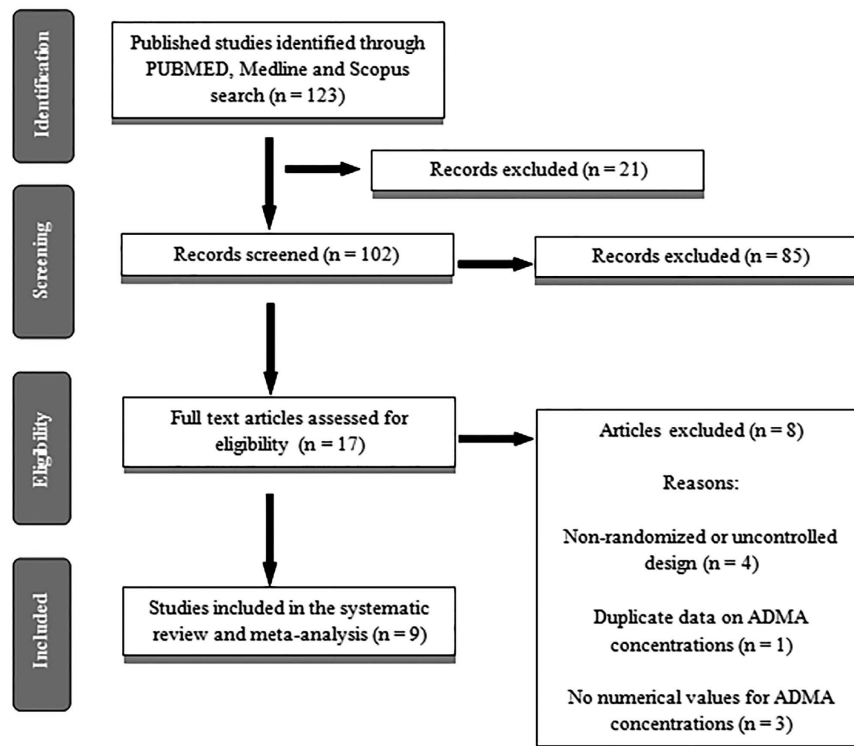 Identification
Published studies identified through
PUBMED, Medline and Scopus
search (n = 123)
Records excluded (n = 21)
Screening
Records screened (n = 102)
Records excluded (n = 85)
Eligibility
Full text articles assessed for
eligibility (n = 17)
Articles excluded (n = 8)
Reasons:
Non-randomized or uncontrolled
design (n = 4)
Duplicate data on ADMA
concentrations (n = 1)
No numerical values for ADMA
concentrations (n = 3)
Included
Studies included in the systematic
review and meta-analysis (n = 9)